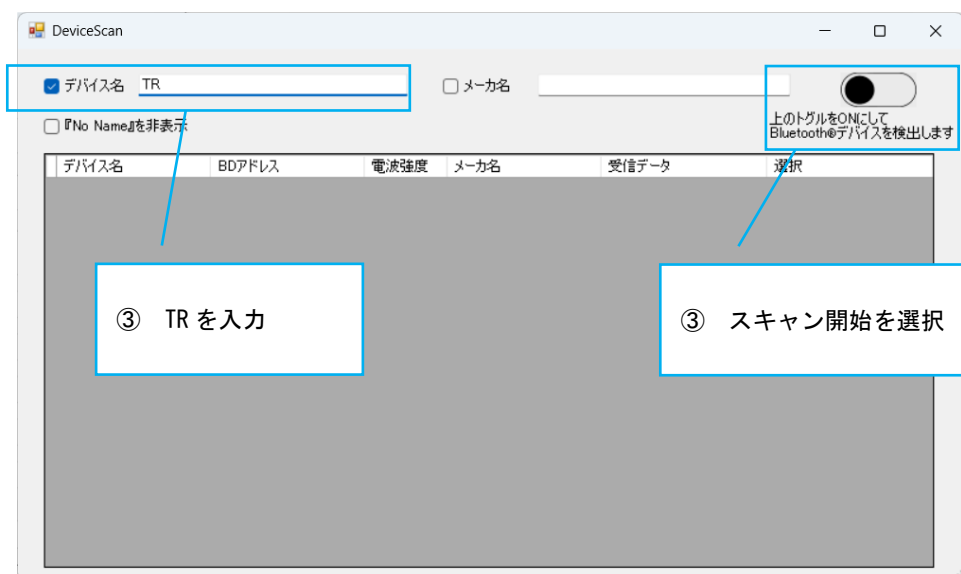 DeviceScan
デバイス名 TR メーカ名
『No Name』を非表示
上のトグルをONにして
Bluetooth®デバイスを検出します
デバイス名 BDアドレス 電波強度 メーカ名 受信データ 選択
③ TRを入力
③ スキャン開始を選択